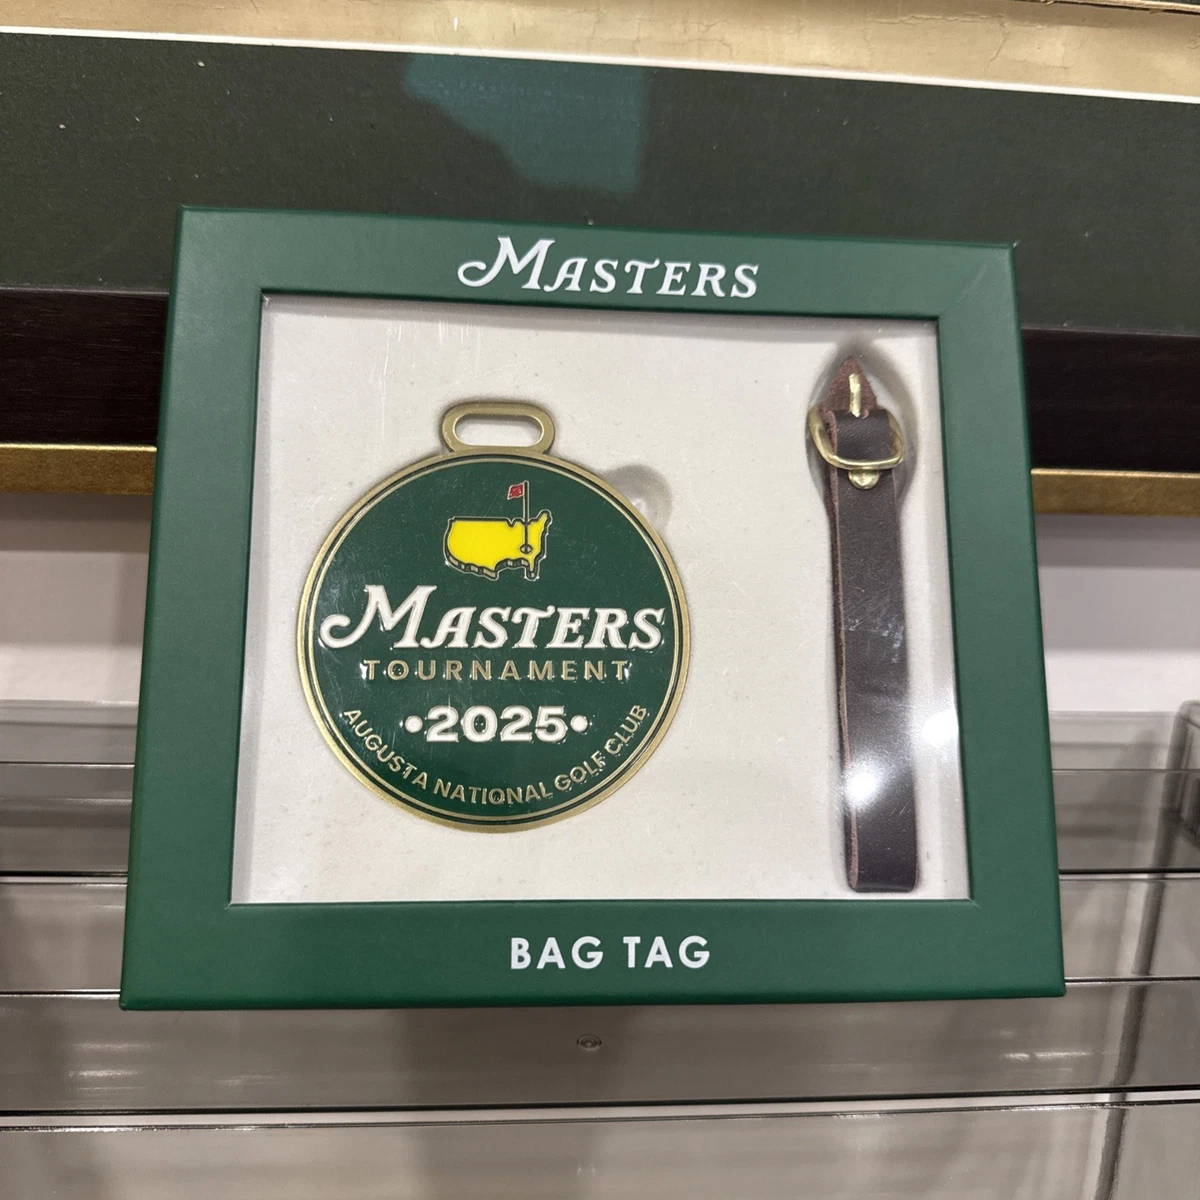 MASTERS
MASTERS
TOURNAMENT
•2025•
AUGUSTA NATIONAL GOLF CLUB
BAG TAG